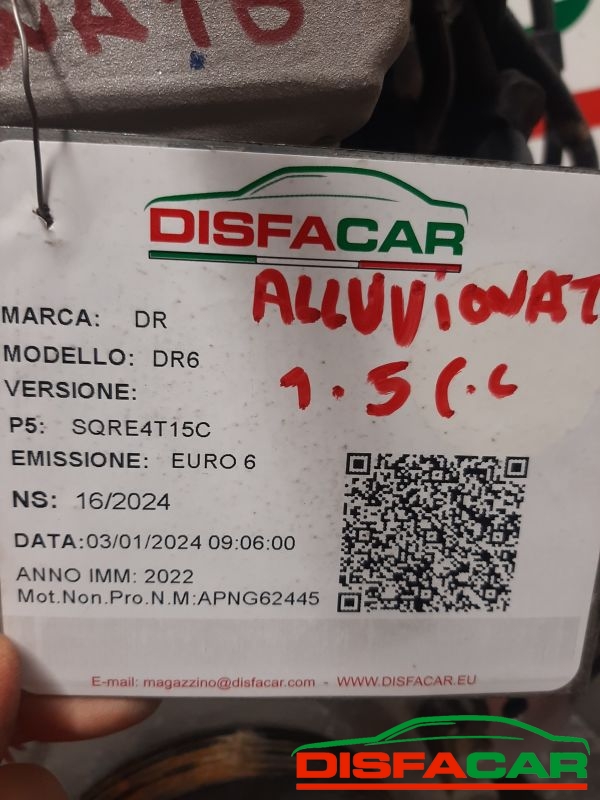 DISFACAR
ALLUVIONAT
1.5 C.C
MARCA: DR
MODELLO: DR6
VERSIONE:
P5: SQRE4T15C
EMISSIONE: EURO 6
NS: 16/2024
DATA:03/01/2024 09:06:00
ANNO IMM: 2022
Mot.Non.Pro.N.M:APNG62445
E-mail: magazzino@disfacar.com - WWW.DISFACAR.EU
DISFACAR